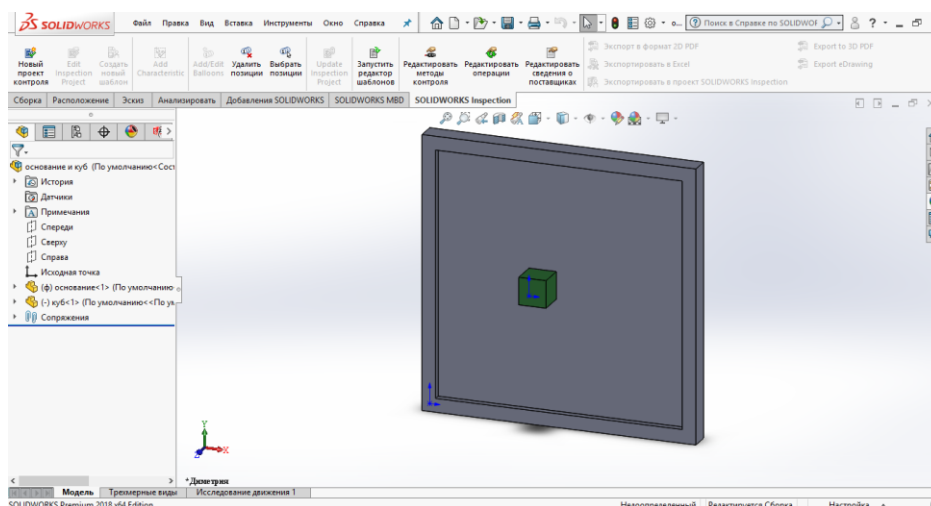 SOLIDWORKS Файл Правка Вид Вставка Инструменты Окно Справка Поиск в Справке по SOLIDWOF
Новый проект контроля
Edit Inspection Project
Создать новый шаблон
Add Characteristic
Add/Edit Balloons
Удалить позиции
Выбрать позиции
Update Inspection Project
Запустить редактор шаблонов
Редактировать методы контроля
Редактировать операции
Редактировать сведения о поставщиках
Экспорт в формат 2D PDF
Экспортировать в Excel
Экспортировать в проект SOLIDWORKS Inspection
Export to 3D PDF
Export eDrawing
Сборка Расположение Эскиз Анализировать Добавления SOLIDWORKS SOLIDWORKS MBD SOLIDWORKS Inspection
основание и куб (По умолчанию<Сост
История
Датчики
Примечания
Спереди
Сверху
Справа
Исходная точка
(ф) основание<1> (По умолчанию
(-) куб<1> (По умолчанию<<По ум
Сопряжения
Y
X
Z
*Диметрия
Модель Трехмерные виды Исследование движения 1
SOLIDWORKS Premium 2018 x64 Edition Недоопределенный Редактируется Сборка Настройка